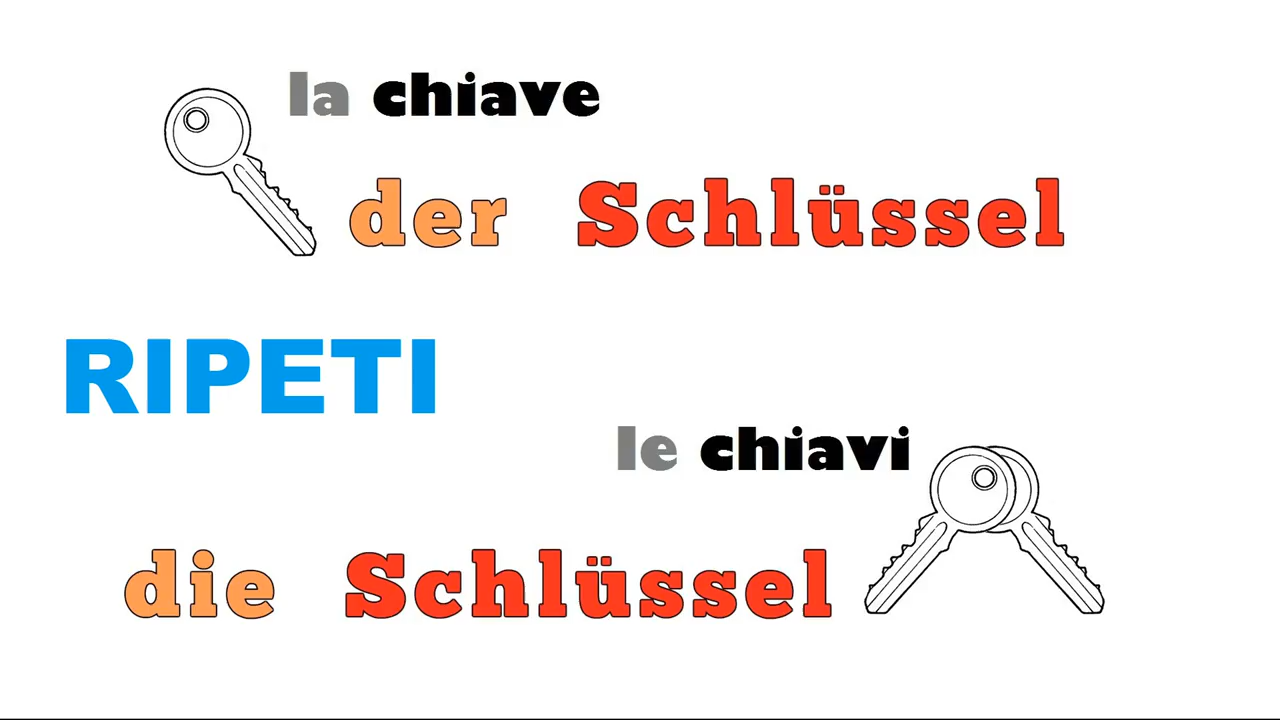 la chiave
der Schlüssel
RIPETI
le chiavi
die Schlüssel